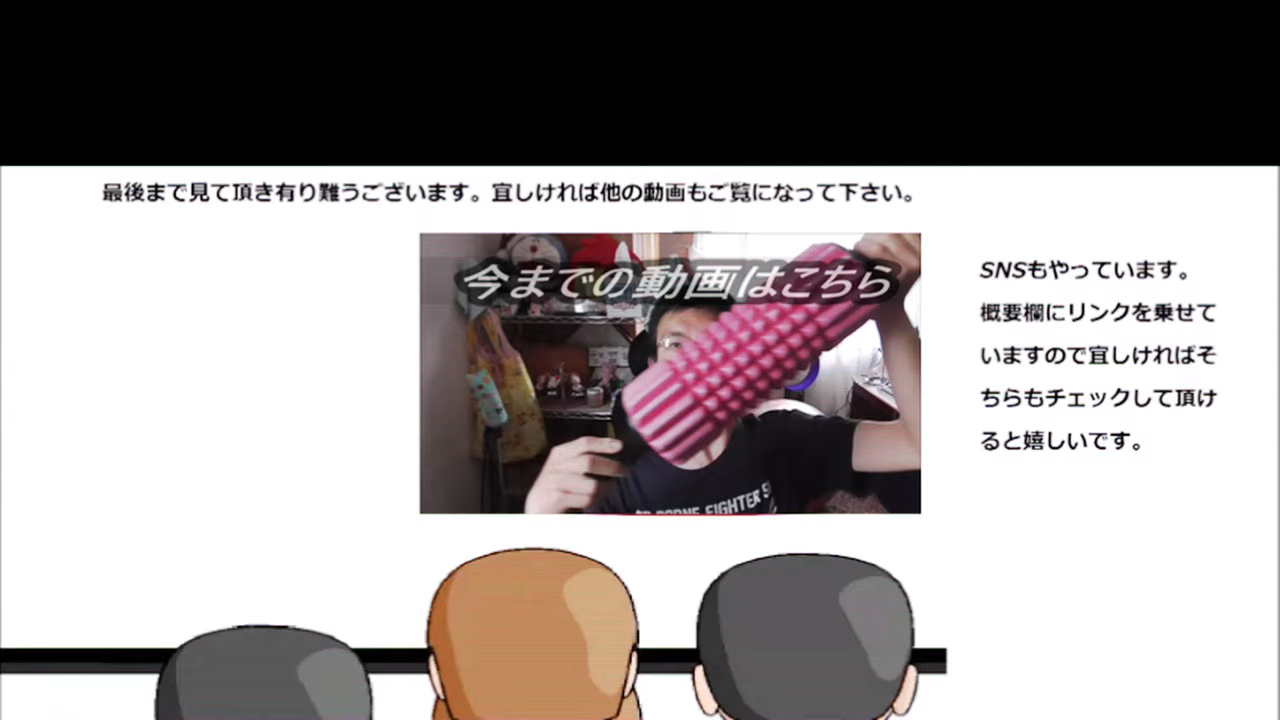 最後まで見て頂き有り難うございます。宜しければ他の動画もご覧になって下さい。
今までの動画はこちら
SNSもやっています。
概要欄にリンクを乗せて
いますので宜しければそ
ちらもチェックして頂け
ると嬉しいです。
FIGHTER